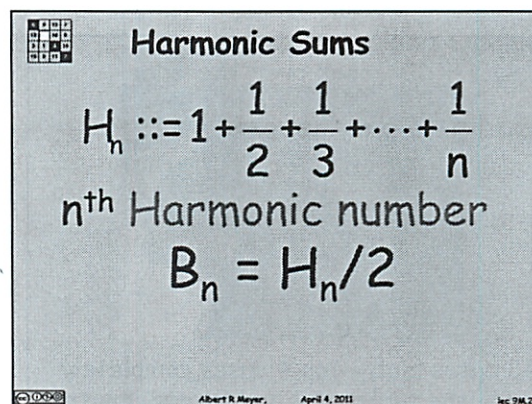 Harmonic Sums
Hₙ ::= 1 + 1/2 + 1/3 + ⋯ + 1/n
nᵗʰ Harmonic number
Bₙ = Hₙ/2
Albert R Meyer, April 4, 2011